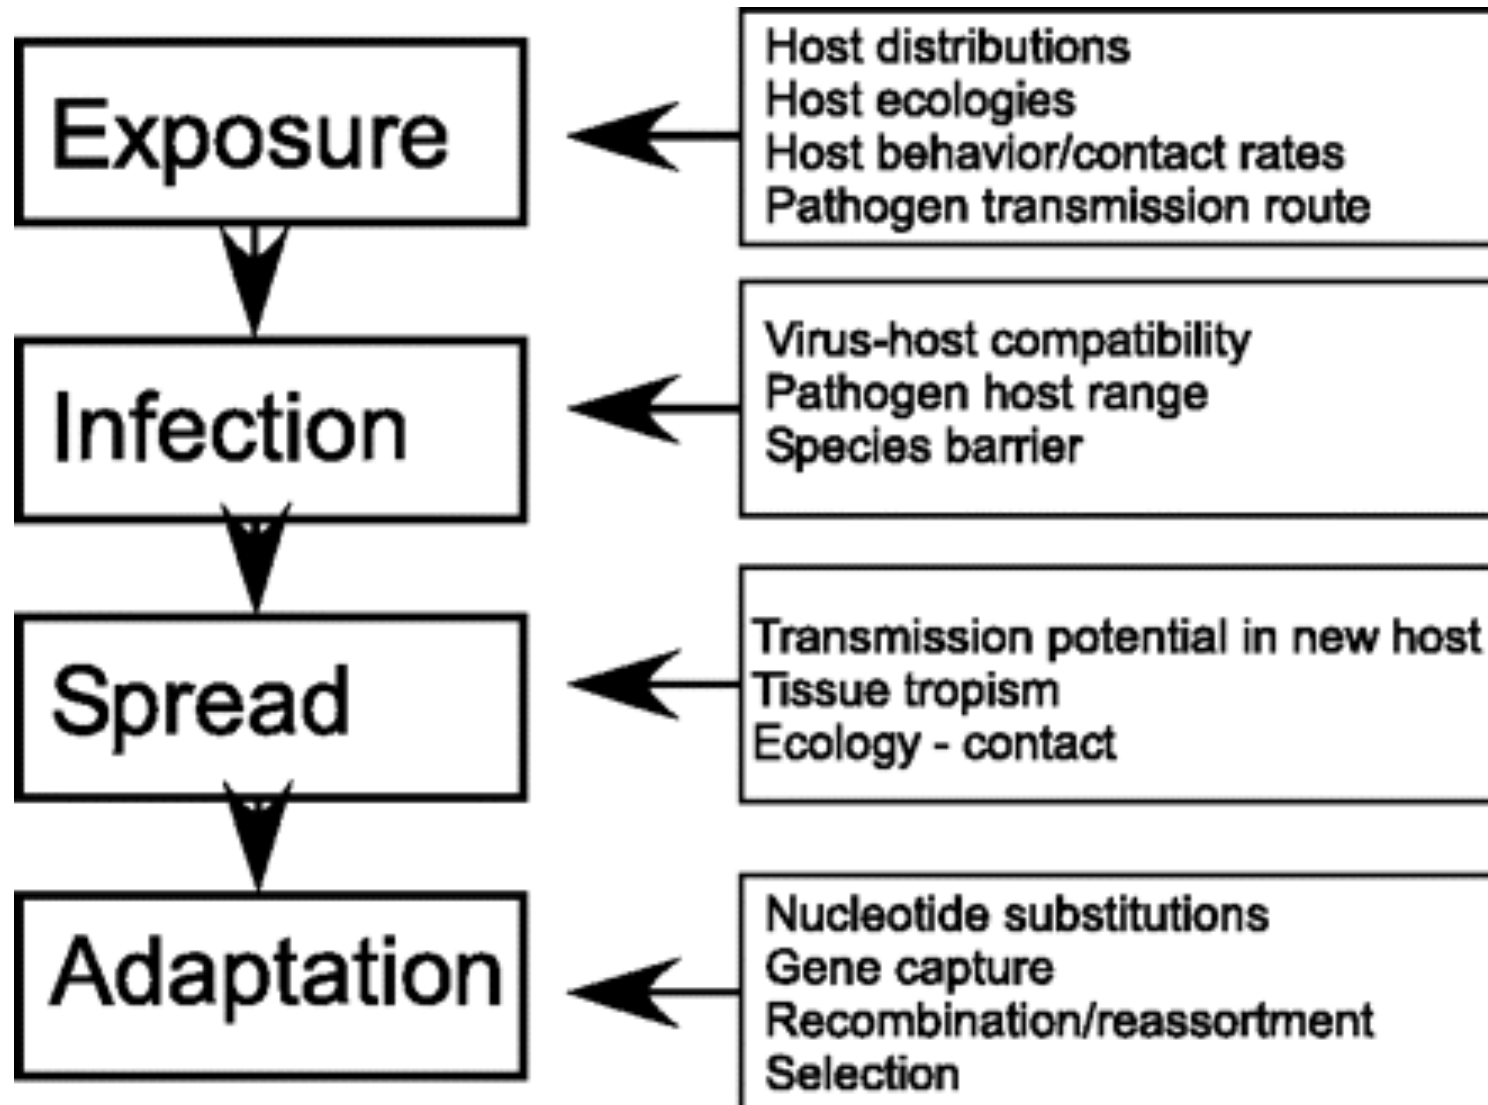 Exposure
Host distributions
Host ecologies
Host behavior/contact rates
Pathogen transmission route
Infection
Virus-host compatibility
Pathogen host range
Species barrier
Spread
Transmission potential in new host
Tissue tropism
Ecology - contact
Adaptation
Nucleotide substitutions
Gene capture
Recombination/reassortment
Selection